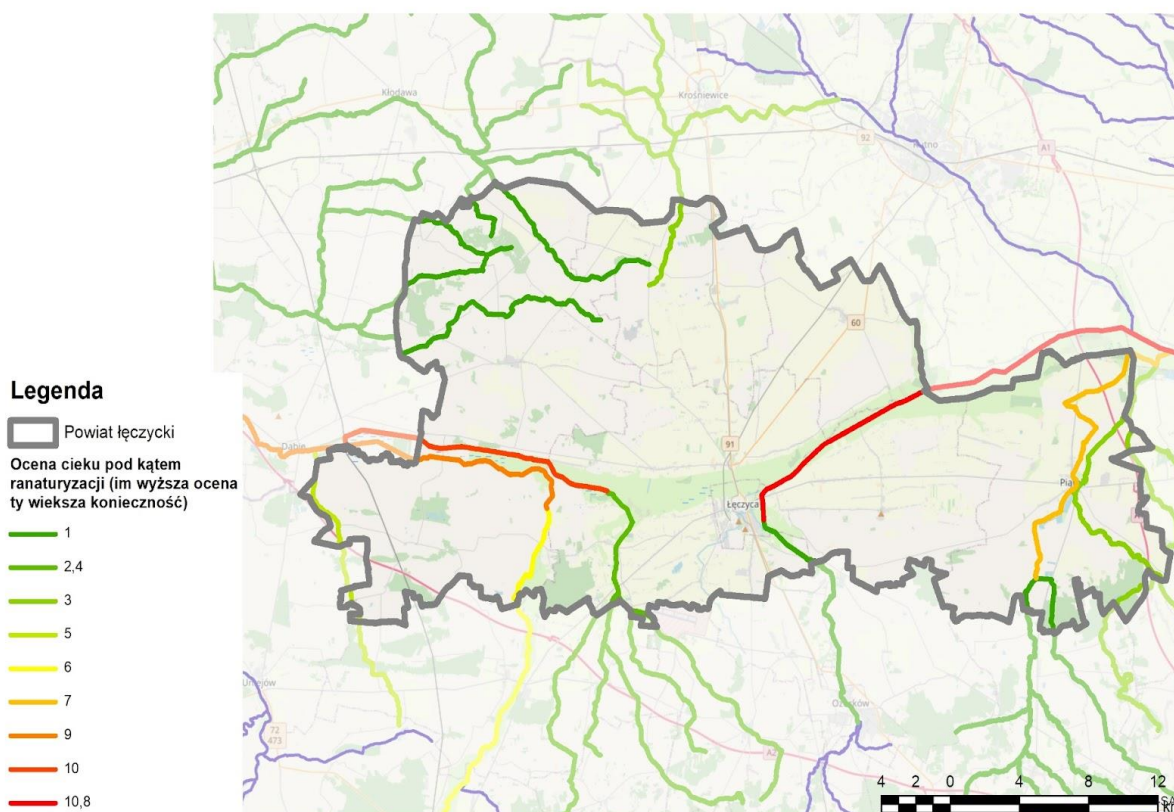 Kłodawa
Krośniewice
92
Kutno
A1
60
Dąbie
91
Łęczyca
Pią
Uniejów
72
473
Ozorków
A2
Legenda
Powiat łęczycki
Ocena cieku pod kątem
ranaturyzacji (im wyższa ocena
ty wieksza konieczność)
1
2,4
3
5
6
7
9
10
10,8
4 2 0 4 8 12